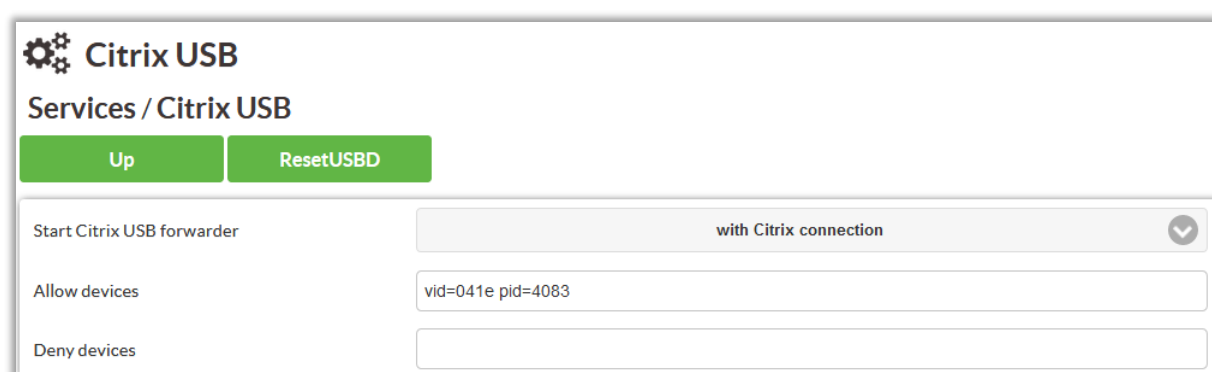 Citrix USB
Services / Citrix USB
Up ResetUSBD
Start Citrix USB forwarder with Citrix connection
Allow devices vid=041e pid=4083
Deny devices